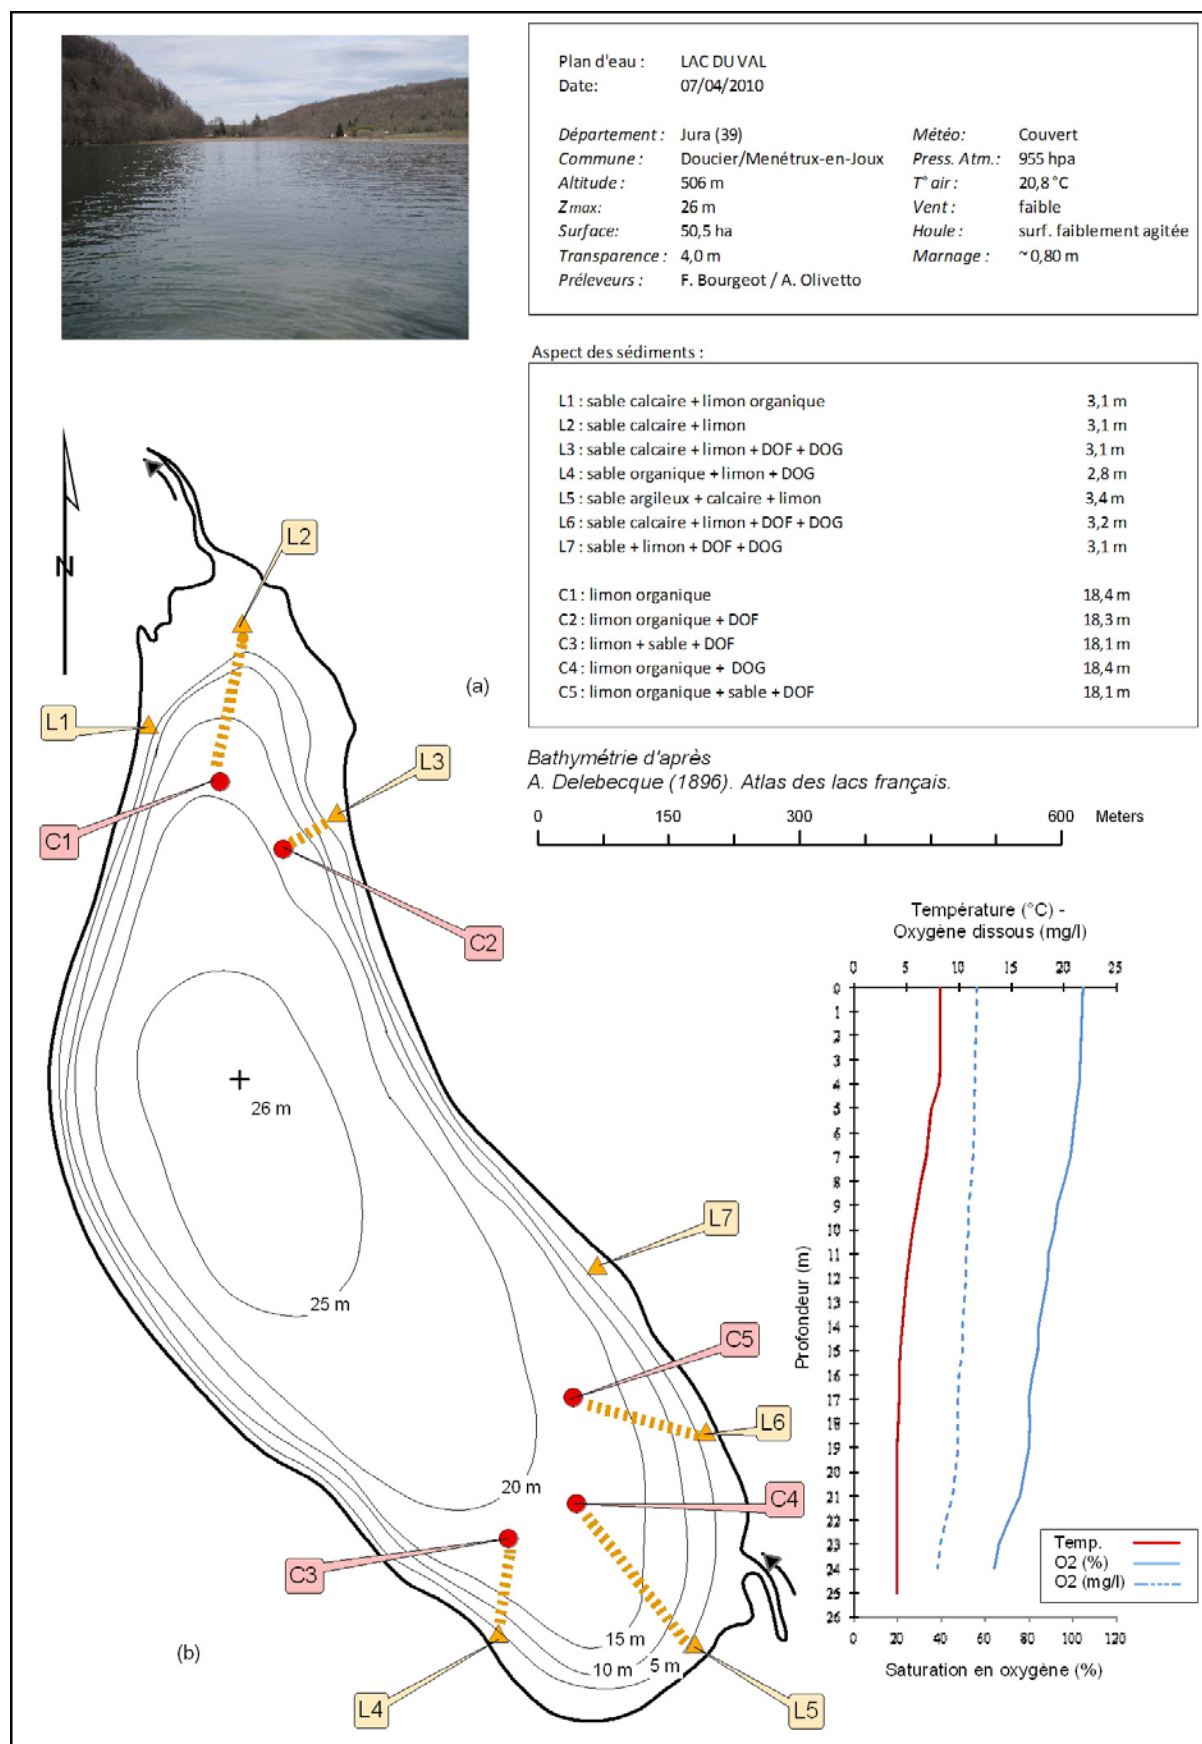 Plan d'eau : LAC DU VAL
Date: 07/04/2010
Département : Jura (39) Météo: Couvert
Commune : Doucier/Menétrux-en-Joux Press. Atm.: 955 hpa
Altitude : 506 m T° air : 20,8 °C
Zmax: 26 m Vent : faible
Surface: 50,5 ha Houle : surf. faiblement agitée
Transparence : 4,0 m Marnage : ~ 0,80 m
Préleveurs : F. Bourgeot / A. Olivetto
Aspect des sédiments :
L1 : sable calcaire + limon organique 3,1 m
L2 : sable calcaire + limon 3,1 m
L3 : sable calcaire + limon + DOF + DOG 3,1 m
L4 : sable organique + limon + DOG 2,8 m
L5 : sable argileux + calcaire + limon 3,4 m
L6 : sable calcaire + limon + DOF + DOG 3,2 m
L7 : sable + limon + DOF + DOG 3,1 m
C1 : limon organique 18,4 m
C2 : limon organique + DOF 18,3 m
C3 : limon + sable + DOF 18,1 m
C4 : limon organique + DOG 18,4 m
C5 : limon organique + sable + DOF 18,1 m
Bathymétrie d'après
A. Delebecque (1896). Atlas des lacs français.
0 150 300 600 Meters
N
L2
(a)
L1
L3
C1
C2
26 m
L7
25 m
C5
L6
20 m
C4
C3
15 m
(b)
10 m
5 m
L4
L5
Température (°C) -
Oxygène dissous (mg/l)
0 5 10 15 20 25
0
1
2
3
4
5
6
7
8
9
10
11
12
13
14
15
16
17
18
19
20
21
22
23
24
25
26
Profondeur (m)
Temp.
O2 (%)
O2 (mg/l)
0 20 40 60 80 100 120
Saturation en oxygène (%)